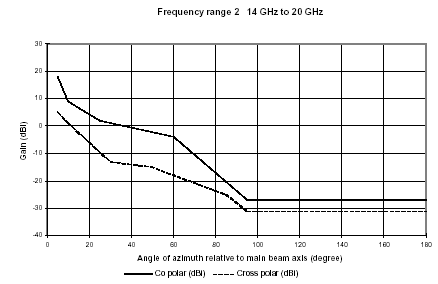 Frequency range 2 14 GHz to 20 GHz
30
20
10
0
-10
-20
-30
-40
Gain (dBi)
0 20 40 60 80 100 120 140 160 180
Angle of azimuth relative to main beam axis (degree)
Co polar (dBi) Cross polar (dBi)